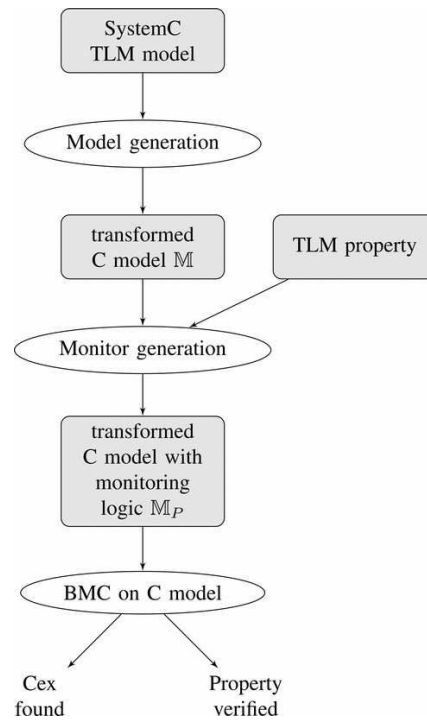 SystemC
TLM model
Model generation
transformed
C model 𝕄
TLM property
Monitor generation
transformed
C model with
monitoring
logic 𝕄_P
BMC on C model
Cex
found
Property
verified